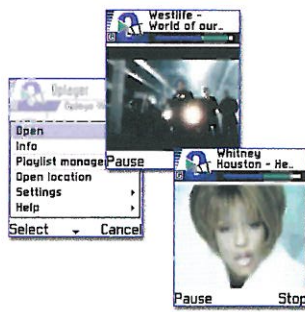 Westlife -
World of our..
Pause
Oplayer
Open
Info
Playlist manager
Open location
Settings
Help
Select
Cancel
Whitney
Houston - He..
Pause
Stop